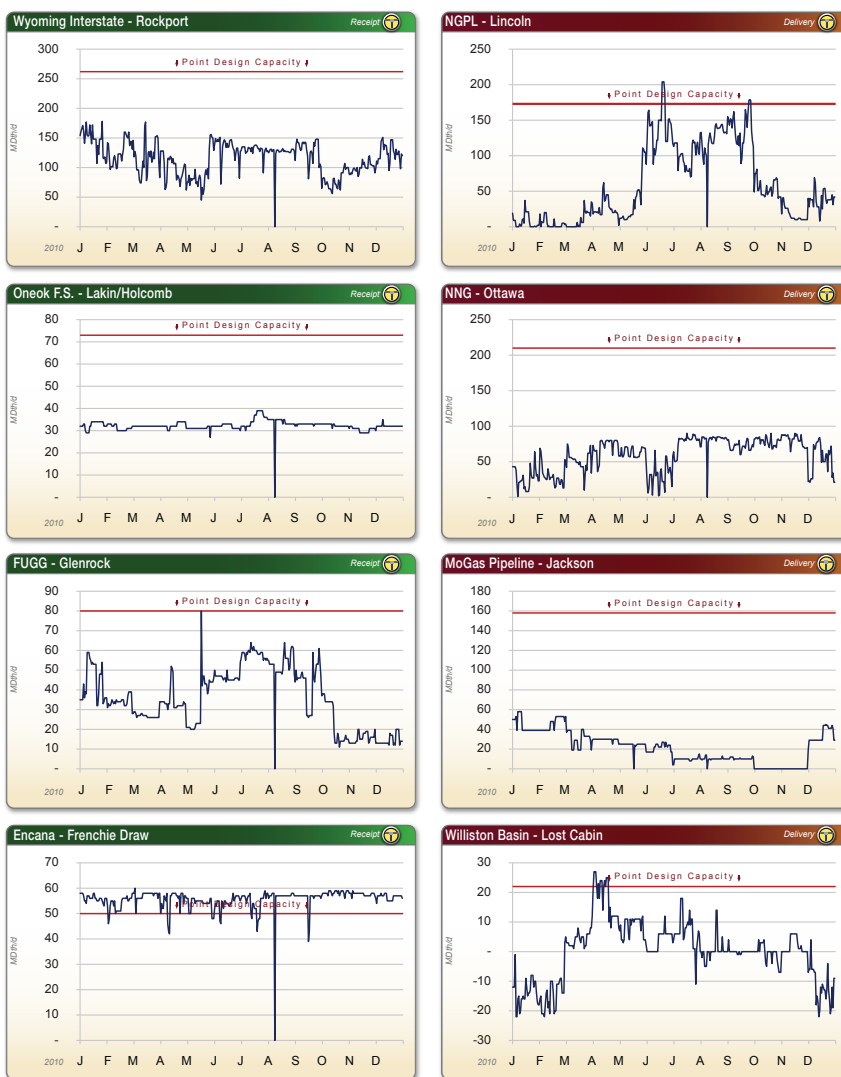 Wyoming Interstate - Rockport
Receipt
300
250
200
150
100
50
-
MDth/d
Point Design Capacity
2010 J F M A M J J A S O N D
NGPL - Lincoln
Delivery
250
200
150
100
50
-
MDth/d
Point Design Capacity
2010 J F M A M J J A S O N D
Oneok F.S. - Lakin/Holcomb
Receipt
80
70
60
50
40
30
20
10
-
MDth/d
Point Design Capacity
2010 J F M A M J J A S O N D
NNG - Ottawa
Delivery
250
200
150
100
50
-
MDth/d
Point Design Capacity
2010 J F M A M J J A S O N D
FUGG - Glenrock
Receipt
90
80
70
60
50
40
30
20
10
-
MDth/d
Point Design Capacity
2010 J F M A M J J A S O N D
MoGas Pipeline - Jackson
Delivery
180
160
140
120
100
80
60
40
20
-
MDth/d
Point Design Capacity
2010 J F M A M J J A S O N D
Encana - Frenchie Draw
Receipt
70
60
50
40
30
20
10
-
MDth/d
Point Design Capacity
2010 J F M A M J J A S O N D
Williston Basin - Lost Cabin
Delivery
30
20
10
-
-10
-20
-30
MDth/d
Point Design Capacity
2010 J F M A M J J A S O N D